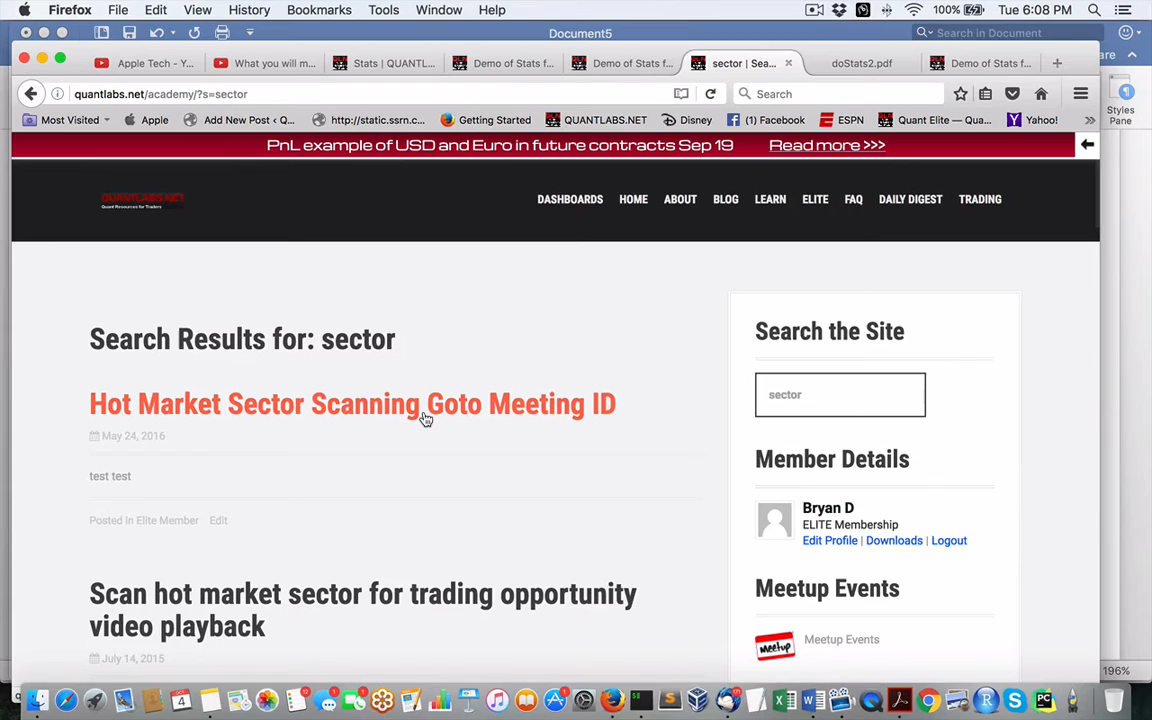 Firefox File Edit View History Bookmarks Tools Window Help 100% Tue 6:08 PM
Document5 Search in Document
Apple Tech - Y... What you will m... Stats | QUANTL... Demo of Stats f... Demo of Stats f... sector | Sea... doStats2.pdf Demo of Stats f...
quantlabs.net/academy/?s=sector Search
Most Visited Apple Add New Post ‹ Q... http://static.ssrn.c... Getting Started QUANTLABS.NET Disney (1) Facebook ESPN Quant Elite — Qua... Yahoo!
Styles
Pane
PnL example of USD and Euro in future contracts Sep 19 Read more >>>
QUANTLABS.NET
Quant Resources for Traders
DASHBOARDS HOME ABOUT BLOG LEARN ELITE FAQ DAILY DIGEST TRADING
Search Results for: sector
Hot Market Sector Scanning Goto Meeting ID
May 24, 2016
test test
Posted in Elite Member Edit
Scan hot market sector for trading opportunity
video playback
July 14, 2015
Search the Site
sector
Member Details
Bryan D
ELITE Membership
Edit Profile | Downloads | Logout
Meetup Events
Meetup
Meetup Events
196%